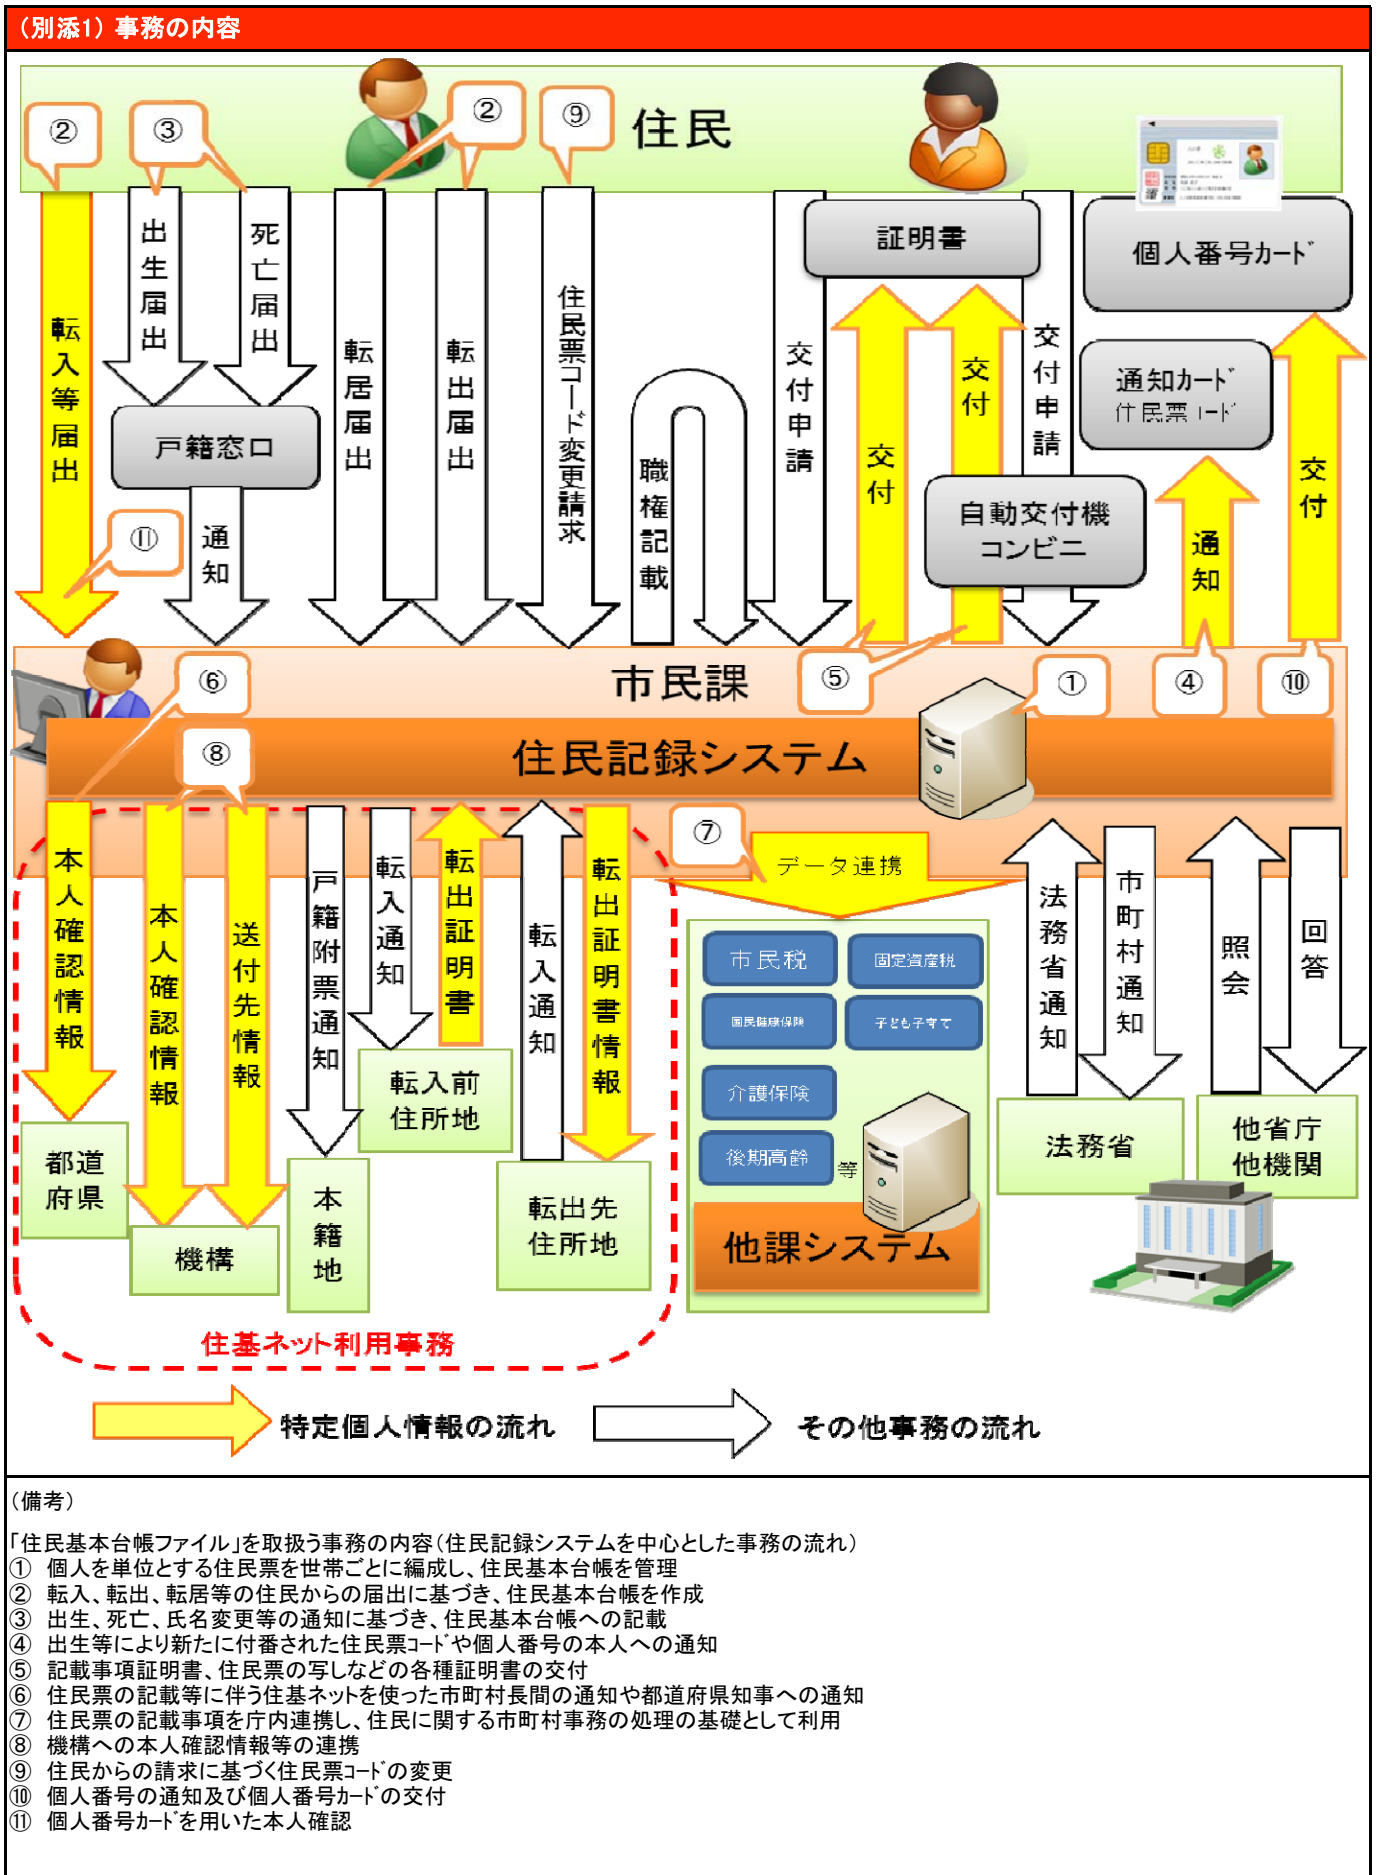 （別添1） 事務の内容
住民
②
③
②
⑨
証明書
個人番号ｶｰﾄﾞ
通知ｶｰﾄﾞ
住民票ｺｰﾄﾞ
転入等届出
出生届出
死亡届出
戸籍窓口
通知
⑪
転居届出
転出届出
住民票コード変更請求
職権記載
交付申請
交付
交付
交付申請
自動交付機
コンビニ
通知
交付
市民課
⑥
⑤
①
④
⑩
⑧
住民記録システム
⑦
データ連携
本人確認情報
本人確認情報
送付先情報
戸籍附票通知
転入通知
転出証明書
転入通知
転出証明書情報
市民税
固定資産税
国民健康保険
子ども子育て
介護保険
後期高齢
等
他課システム
法務省通知
市町村通知
照会
回答
都道
府県
機構
本籍地
転入前
住所地
転出先
住所地
法務省
他省庁
他機関
住基ネット利用事務
特定個人情報の流れ
その他事務の流れ
（備考）
「住民基本台帳ファイル」を取扱う事務の内容（住民記録システムを中心とした事務の流れ）
① 個人を単位とする住民票を世帯ごとに編成し、住民基本台帳を管理
② 転入、転出、転居等の住民からの届出に基づき、住民基本台帳を作成
③ 出生、死亡、氏名変更等の通知に基づき、住民基本台帳への記載
④ 出生等により新たに付番された住民票ｺｰﾄﾞや個人番号の本人への通知
⑤ 記載事項証明書、住民票の写しなどの各種証明書の交付
⑥ 住民票の記載等に伴う住基ネットを使った市町村長間の通知や都道府県知事への通知
⑦ 住民票の記載事項を庁内連携し、住民に関する市町村事務の処理の基礎として利用
⑧ 機構への本人確認情報等の連携
⑨ 住民からの請求に基づく住民票ｺｰﾄﾞの変更
⑩ 個人番号の通知及び個人番号ｶｰﾄﾞの交付
⑪ 個人番号ｶｰﾄﾞを用いた本人確認